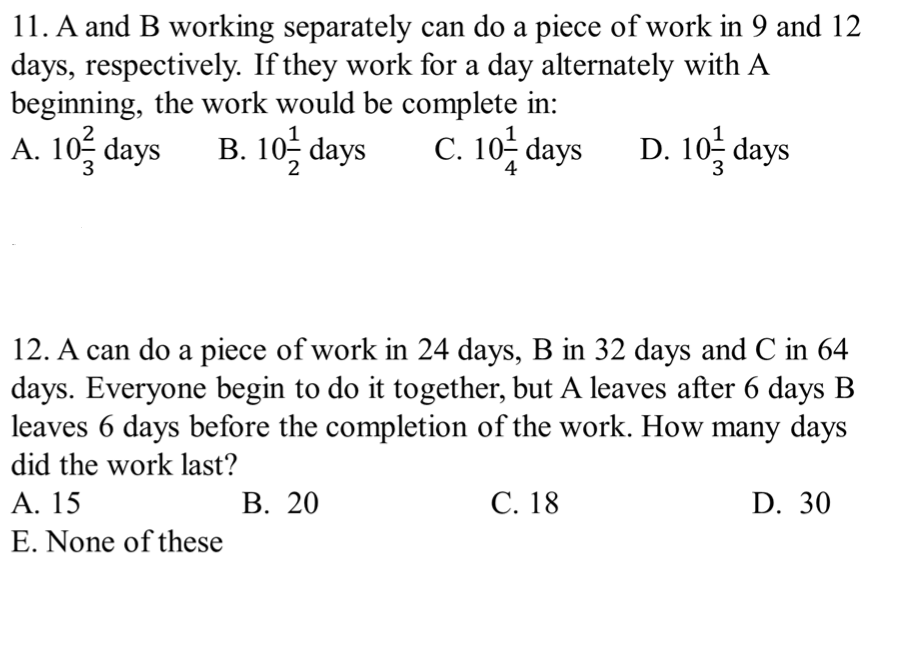 11. A and B working separately can do a piece of work in 9 and 12
days, respectively. If they work for a day alternately with A
beginning, the work would be complete in:
A. 10 2/3 days B. 10 1/2 days C. 10 1/4 days D. 10 1/3 days
12. A can do a piece of work in 24 days, B in 32 days and C in 64
days. Everyone begin to do it together, but A leaves after 6 days B
leaves 6 days before the completion of the work. How many days
did the work last?
A. 15 B. 20 C. 18 D. 30
E. None of these